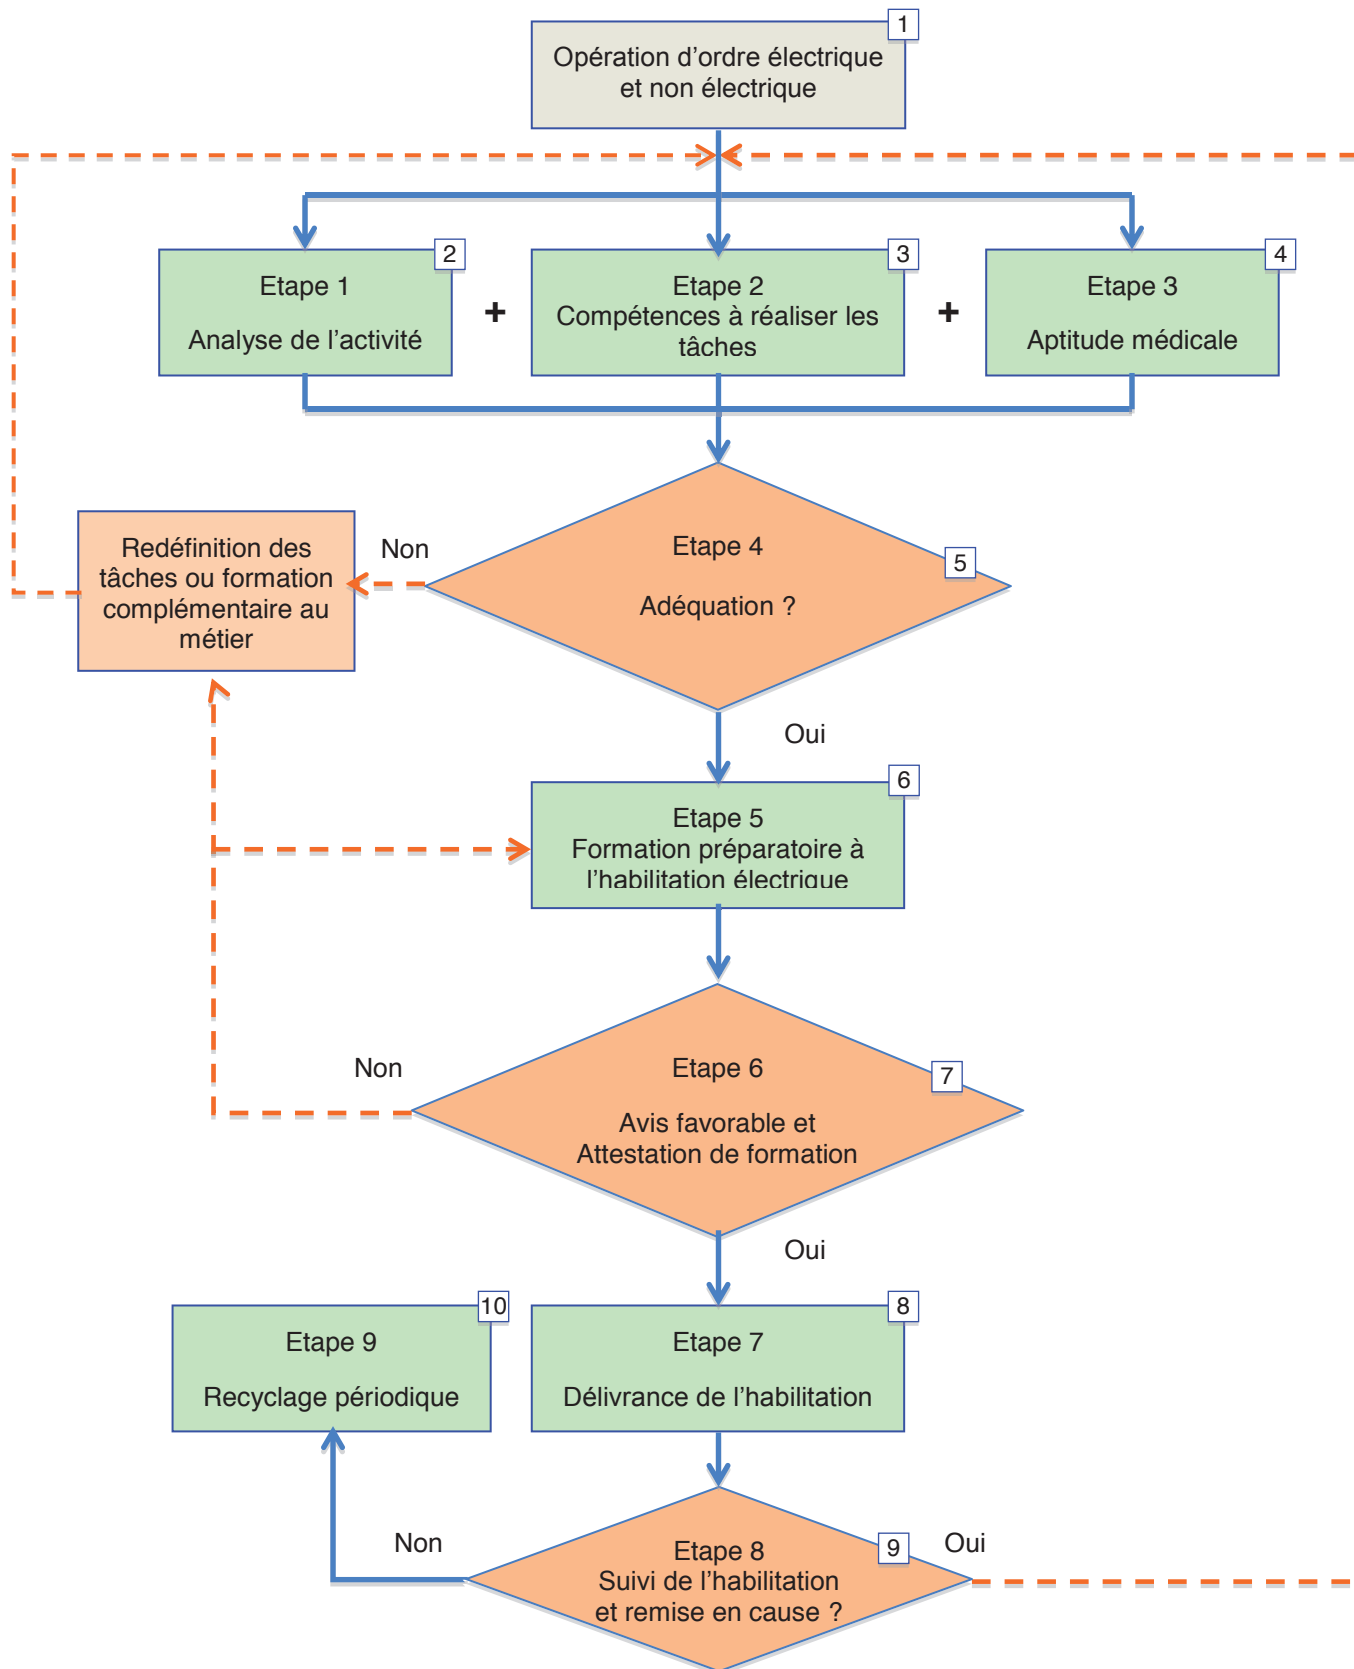 1
Opération d’ordre électrique
et non électrique
2
Etape 1
Analyse de l’activité
+
3
Etape 2
Compétences à réaliser les
tâches
+
4
Etape 3
Aptitude médicale
5
Etape 4
Adéquation ?
Non
Redéfinition des
tâches ou formation
complémentaire au
métier
Oui
6
Etape 5
Formation préparatoire à
l’habilitation électrique
7
Etape 6
Avis favorable et
Attestation de formation
Non
Oui
8
Etape 7
Délivrance de l’habilitation
10
Etape 9
Recyclage périodique
Non
9
Etape 8
Suivi de l’habilitation
et remise en cause ?
Oui